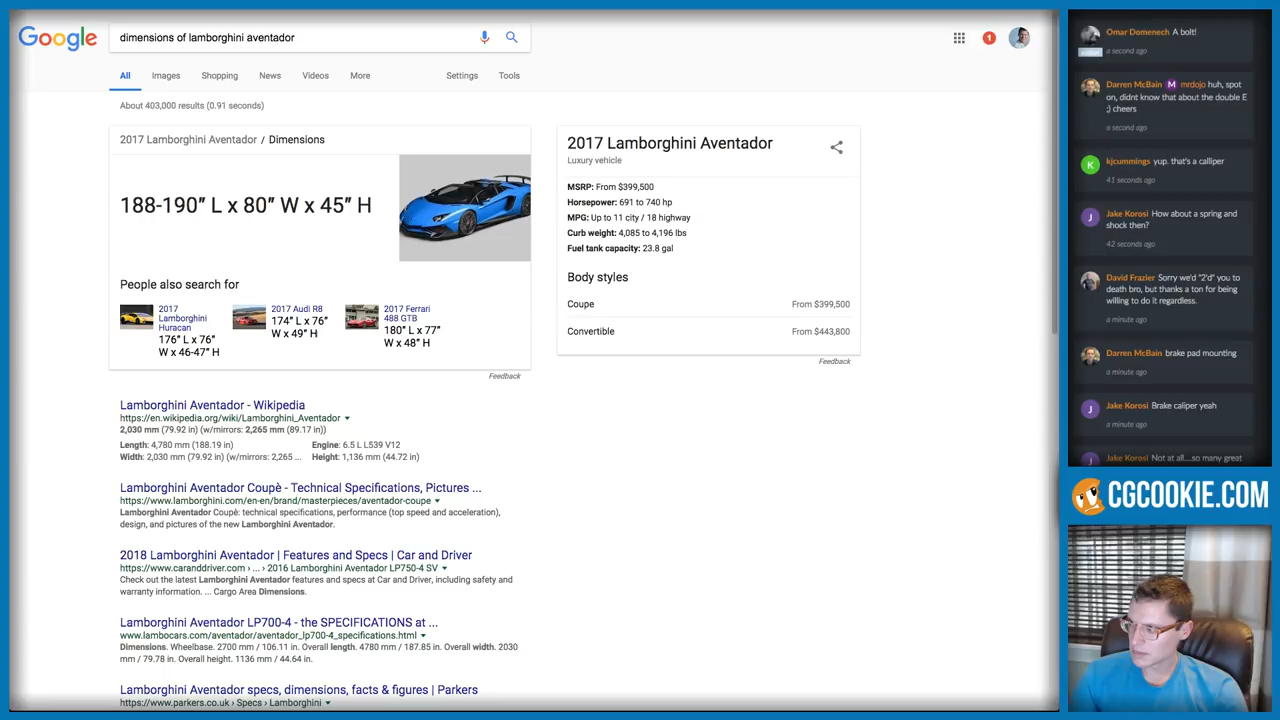 Google
dimensions of lamborghini aventador
1
All
Images
Shopping
News
Videos
More
Settings
Tools
About 403,000 results (0.91 seconds)
2017 Lamborghini Aventador / Dimensions
188-190″ L x 80″ W x 45″ H
People also search for
2017
Lamborghini
Huracan
176″ L x 76″
W x 46-47″ H
2017 Audi R8
174″ L x 76″
W x 49″ H
2017 Ferrari
488 GTB
180″ L x 77″
W x 48″ H
Feedback
2017 Lamborghini Aventador
Luxury vehicle
MSRP: From $399,500
Horsepower: 691 to 740 hp
MPG: Up to 11 city / 18 highway
Curb weight: 4,085 to 4,196 lbs
Fuel tank capacity: 23.8 gal
Body styles
Coupe From $399,500
Convertible From $443,800
Feedback
Lamborghini Aventador - Wikipedia
https://en.wikipedia.org/wiki/Lamborghini_Aventador
2,030 mm (79.92 in) (w/mirrors: 2,265 mm (89.17 in))
Length: 4,780 mm (188.19 in) Engine: 6.5 L L539 V12
Width: 2,030 mm (79.92 in) (w/mirrors: 2,265 ... Height: 1,136 mm (44.72 in)
Lamborghini Aventador Coupè - Technical Specifications, Pictures ...
https://www.lamborghini.com/en-en/brand/masterpieces/aventador-coupe
Lamborghini Aventador Coupè: technical specifications, performance (top speed and acceleration),
design, and pictures of the new Lamborghini Aventador.
2018 Lamborghini Aventador | Features and Specs | Car and Driver
https://www.caranddriver.com › ... › 2016 Lamborghini Aventador LP750-4 SV
Check out the latest Lamborghini Aventador features and specs at Car and Driver, including safety and
warranty information. ... Cargo Area Dimensions.
Lamborghini Aventador LP700-4 - the SPECIFICATIONS at ...
www.lambocars.com/aventador/aventador_lp700-4_specifications.html
Dimensions. Wheelbase. 2700 mm / 106.11 in. Overall length. 4780 mm / 187.85 in. Overall width. 2030
mm / 79.78 in. Overall height. 1136 mm / 44.64 in.
Lamborghini Aventador specs, dimensions, facts & figures | Parkers
https://www.parkers.co.uk › Specs › Lamborghini
Omar Domenech A bolt!
a second ago
Darren McBain M mrdojo huh, spot
on, didnt know that about the double E
;) cheers
a second ago
K
kjcummings yup. that's a calliper
41 seconds ago
J
Jake Korosi How about a spring and
shock then?
42 seconds ago
David Frazier Sorry we'd "2'd" you to
death bro, but thanks a ton for being
willing to do it regardless.
a minute ago
Darren McBain brake pad mounting
a minute ago
J
Jake Korosi Brake caliper yeah
a minute ago
J
Jake Korosi Not at all....so many great
CGCOOKIE.COM